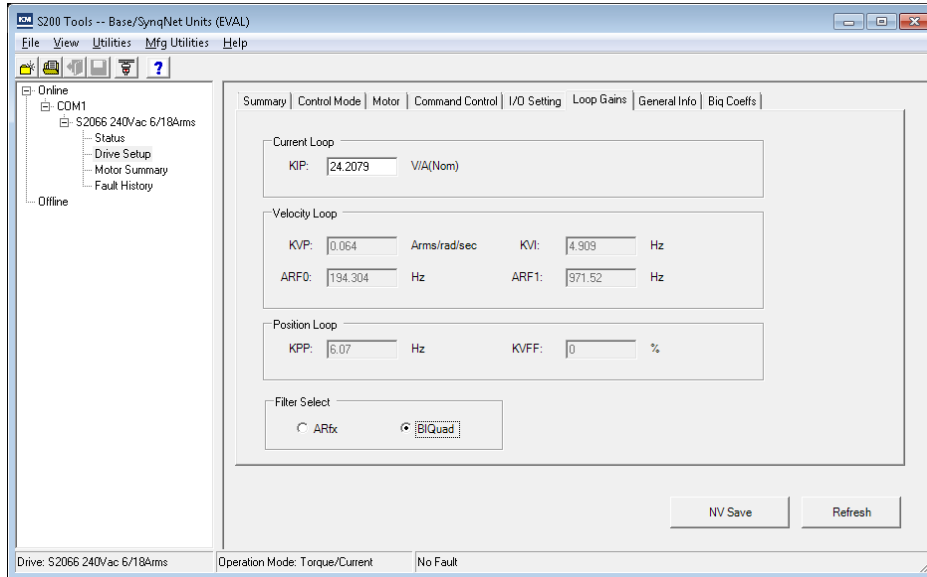 S200 Tools -- Base/SynqNet Units (EVAL)
File View Utilities Mfg Utilities Help
?
Online
COM1
S2066 240Vac 6/18Arms
Status
Drive Setup
Motor Summary
Fault History
Offline
Summary Control Mode Motor Command Control I/O Setting Loop Gains General Info Biq Coeffs
Current Loop
KIP: 24.2079 V/A(Nom)
Velocity Loop
KVP: 0.064 Arms/rad/sec KVI: 4.909 Hz
ARF0: 194.304 Hz ARF1: 971.52 Hz
Position Loop
KPP: 6.07 Hz KVFF: 0 %
Filter Select
ARfx BIQuad
NV Save Refresh
Drive: S2066 240Vac 6/18Arms Operation Mode: Torque/Current No Fault